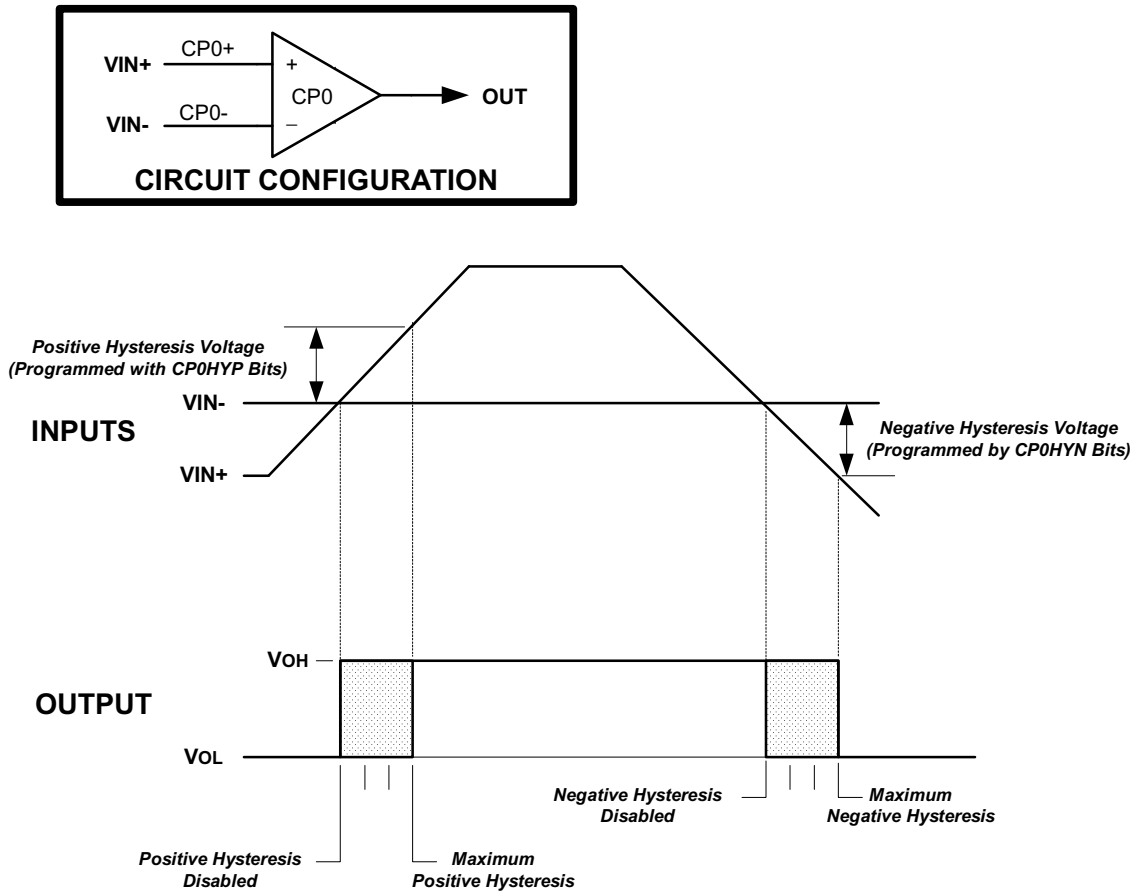 VIN+
CP0+
+
CP0
OUT
VIN-
CP0-
−
CIRCUIT CONFIGURATION
Positive Hysteresis Voltage
(Programmed with CP0HYP Bits)
VIN-
INPUTS
Negative Hysteresis Voltage
(Programmed by CP0HYN Bits)
VIN+
VOH
OUTPUT
VOL
Negative Hysteresis
Disabled
Maximum
Negative Hysteresis
Positive Hysteresis
Disabled
Maximum
Positive Hysteresis